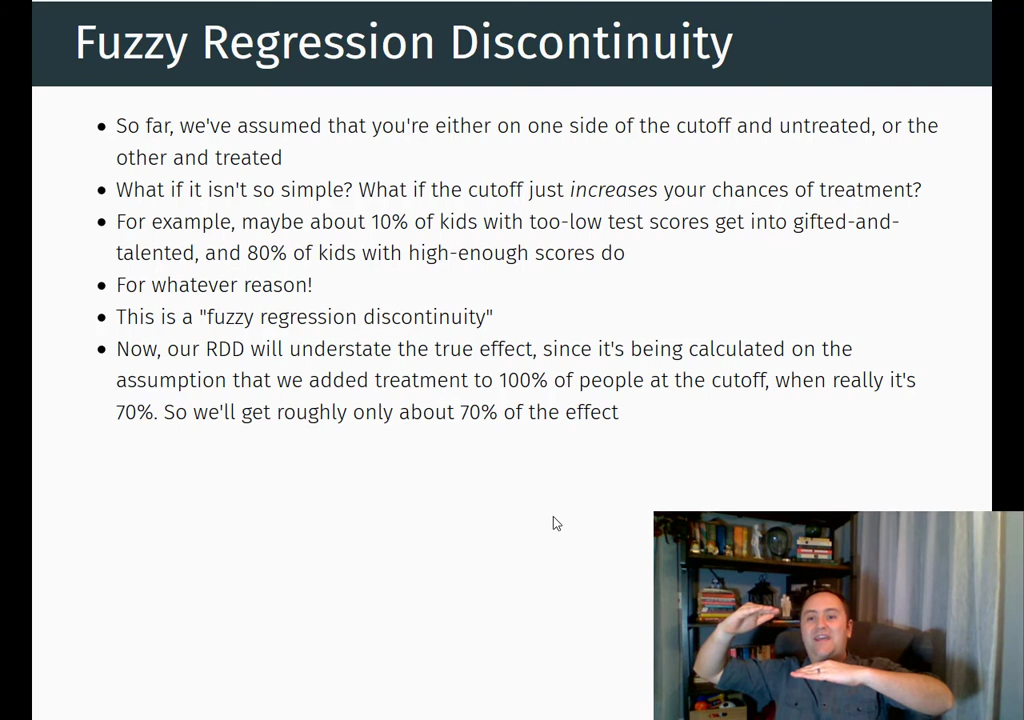 Fuzzy Regression Discontinuity
So far, we've assumed that you're either on one side of the cutoff and untreated, or the
other and treated
What if it isn't so simple? What if the cutoff just increases your chances of treatment?
For example, maybe about 10% of kids with too-low test scores get into gifted-and-
talented, and 80% of kids with high-enough scores do
For whatever reason!
This is a "fuzzy regression discontinuity"
Now, our RDD will understate the true effect, since it's being calculated on the
assumption that we added treatment to 100% of people at the cutoff, when really it's
70%. So we'll get roughly only about 70% of the effect